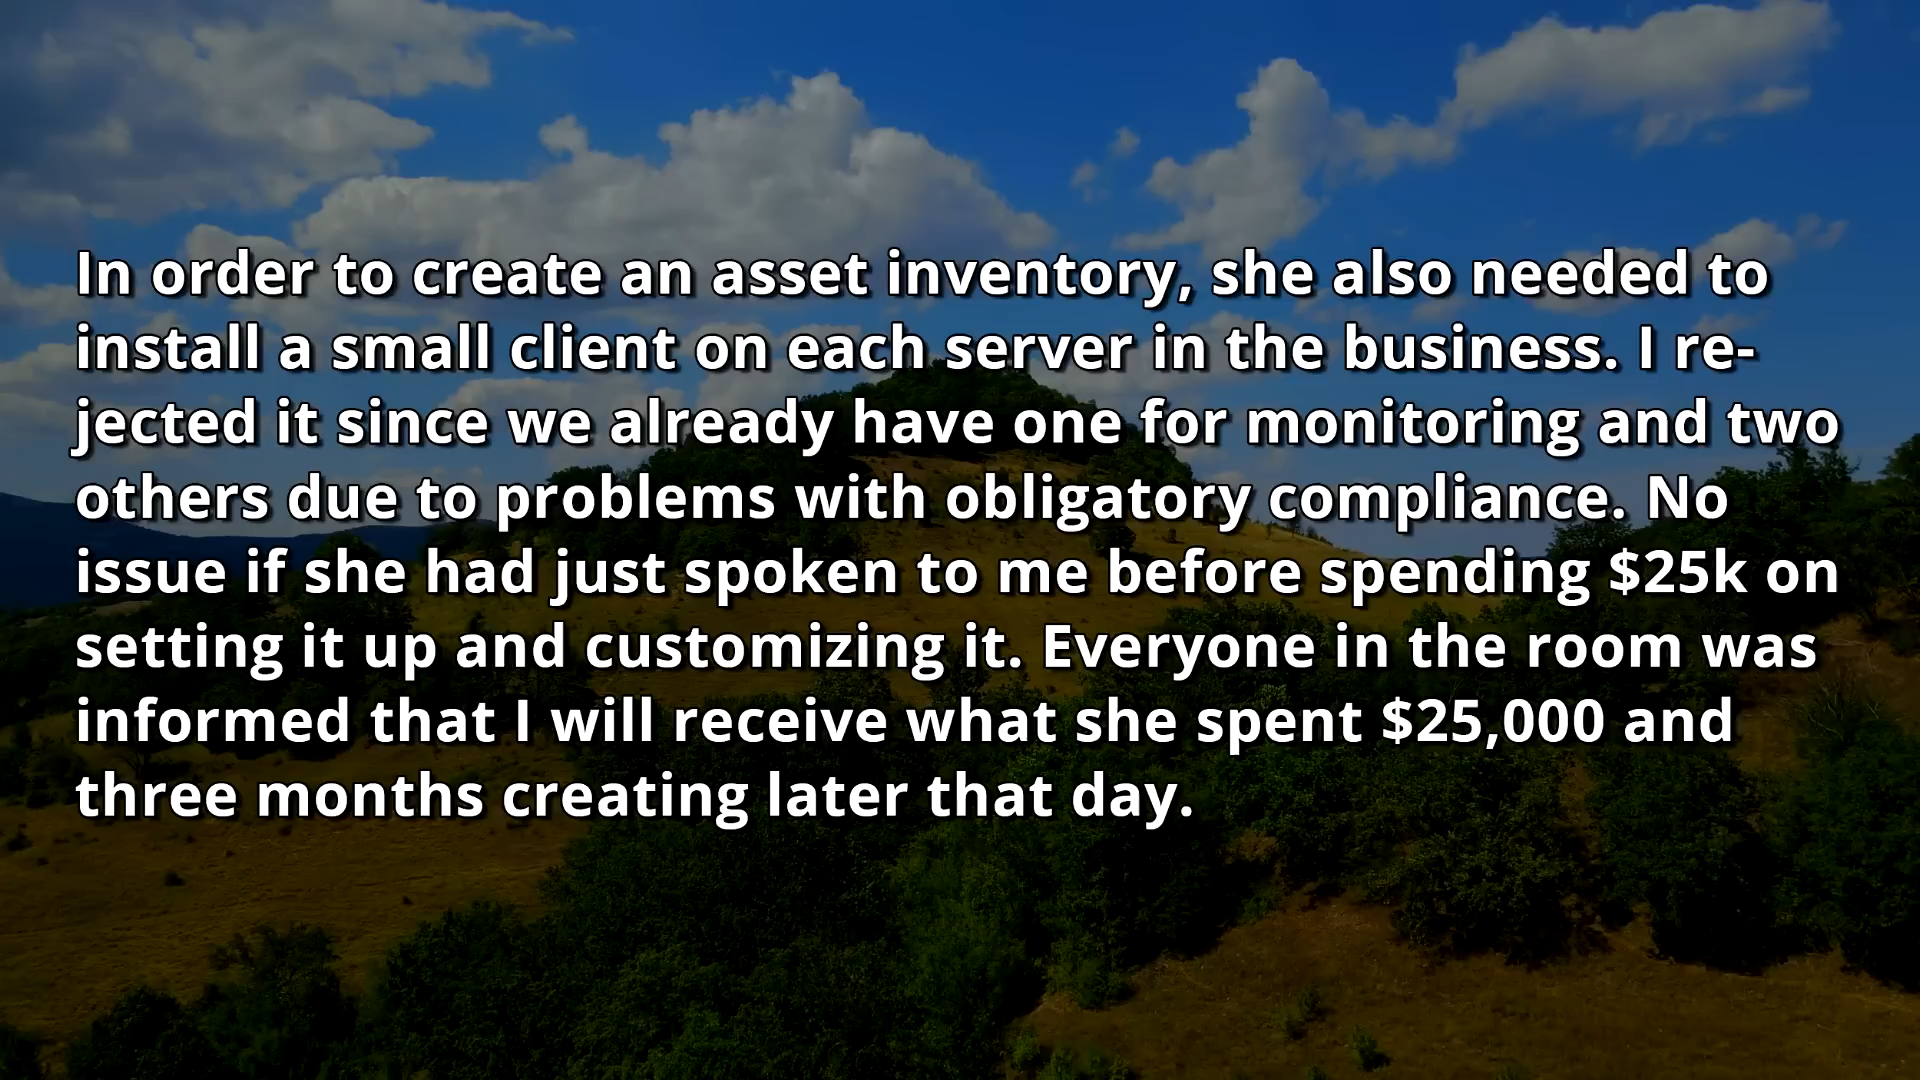 In order to create an asset inventory, she also needed to
install a small client on each server in the business. I re-
jected it since we already have one for monitoring and two
others due to problems with obligatory compliance. No
issue if she had just spoken to me before spending $25k on
setting it up and customizing it. Everyone in the room was
informed that I will receive what she spent $25,000 and
three months creating later that day.